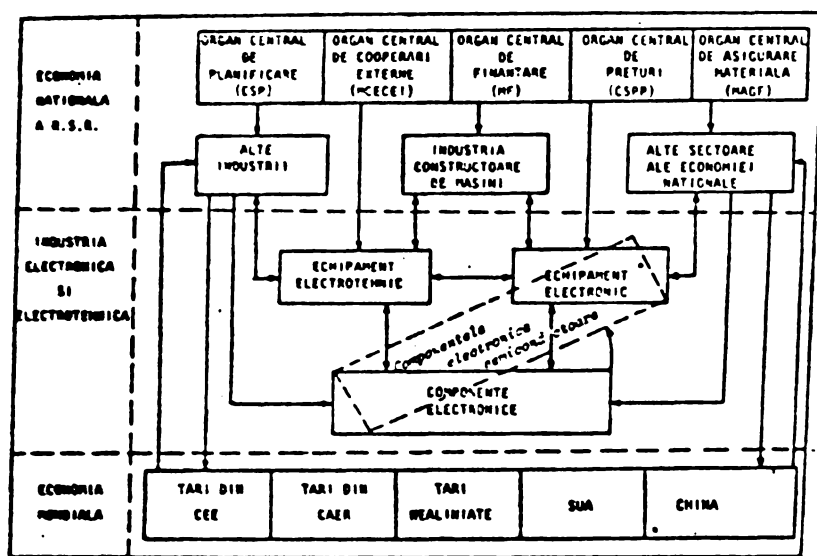 ORGAN CENTRAL
DE
PLANIFICARE
(CSP)
ORGAN CENTRAL
DE COOPERARI
EXTERNE
(MCECEI)
ORGAN CENTRAL
DE
FINANTARE
(MF)
ORGAN CENTRAL
DE
PRETURI
(CSPP)
ORGAN CENTRAL
DE ASIGURARE
MATERIALA
(MAGF)
ECONOMIA
NATIONALA
A R.S.R.
ALTE
INDUSTRII
INDUSTRIA
CONSTRUCTOARE
DE MASINI
ALTE SECTOARE
ALE ECONOMIEI
NATIONALE
INDUSTRIA
ELECTRONICA
SI
ELECTROTEHNICA
ECHIPAMENT
ELECTROTEHNIC
ECHIPAMENT
ELECTRONIC
Componentele
electronice
semiconductoare
COMPONENTE
ELECTRONICE
ECONOMIA
MONDIALA
TARI DIN
CEE
TARI DIN
CAER
TARI
NEALINIATE
SUA
CHINA